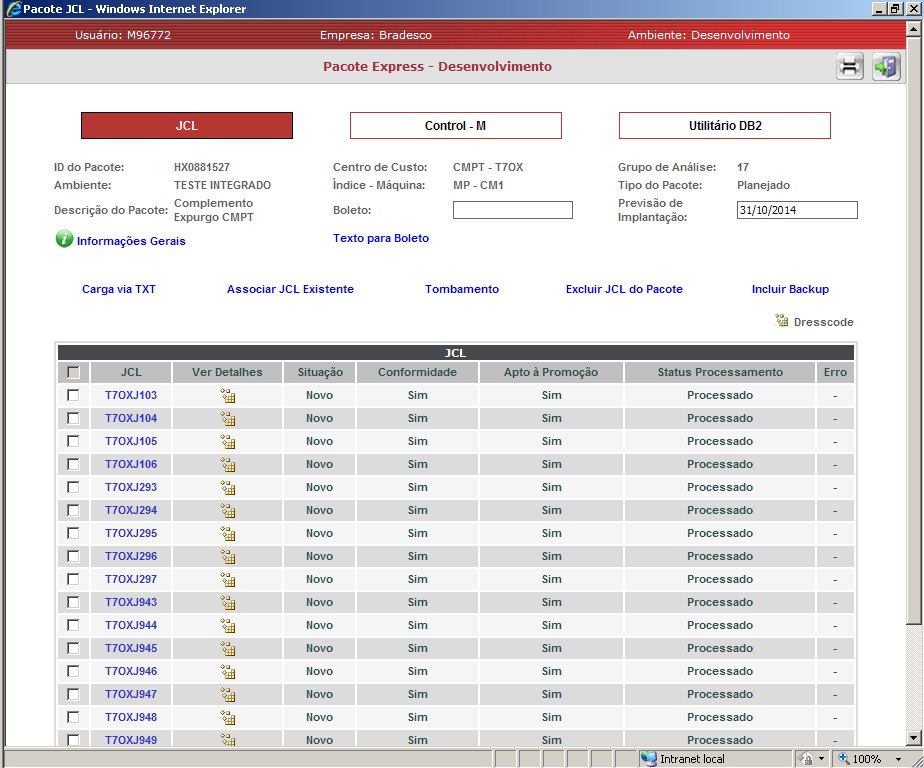 Pacote JCL - Windows Internet Explorer
Usuário: M96772 Empresa: Bradesco Ambiente: Desenvolvimento
Pacote Express - Desenvolvimento
JCL Control - M Utilitário DB2
ID do Pacote: HX0881527 Centro de Custo: CMPT - T7OX Grupo de Análise: 17
Ambiente: TESTE INTEGRADO Índice - Máquina: MP - CM1 Tipo do Pacote: Planejado
Descrição do Pacote: Complemento Expurgo CMPT Boleto: Previsão de Implantação: 31/10/2014
Informações Gerais Texto para Boleto
Carga via TXT Associar JCL Existente Tombamento Excluir JCL do Pacote Incluir Backup
Dresscode
JCL
JCL Ver Detalhes Situação Conformidade Apto à Promoção Status Processamento Erro
T7OXJ103 Novo Sim Sim Processado -
T7OXJ104 Novo Sim Sim Processado -
T7OXJ105 Novo Sim Sim Processado -
T7OXJ106 Novo Sim Sim Processado -
T7OXJ293 Novo Sim Sim Processado -
T7OXJ294 Novo Sim Sim Processado -
T7OXJ295 Novo Sim Sim Processado -
T7OXJ296 Novo Sim Sim Processado -
T7OXJ297 Novo Sim Sim Processado -
T7OXJ943 Novo Sim Sim Processado -
T7OXJ944 Novo Sim Sim Processado -
T7OXJ945 Novo Sim Sim Processado -
T7OXJ946 Novo Sim Sim Processado -
T7OXJ947 Novo Sim Sim Processado -
T7OXJ948 Novo Sim Sim Processado -
T7OXJ949 Novo Sim Sim Processado -
Intranet local 100%